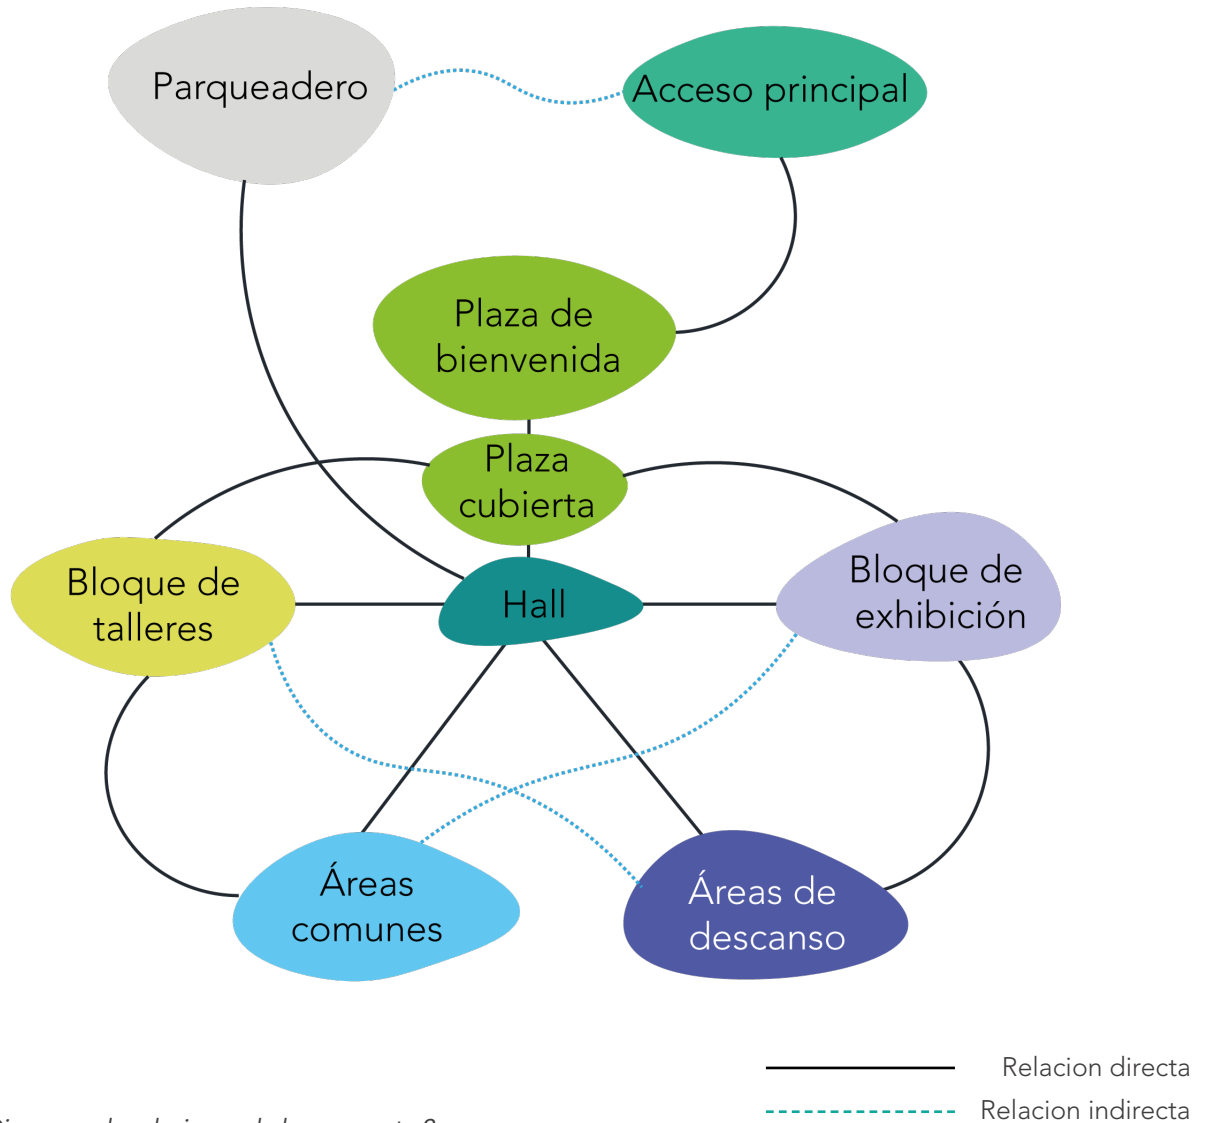 Parqueadero
Acceso principal
Plaza de
bienvenida
Plaza
cubierta
Bloque de
talleres
Hall
Bloque de
exhibición
Áreas
comunes
Áreas de
descanso
Relacion directa
Relacion indirecta